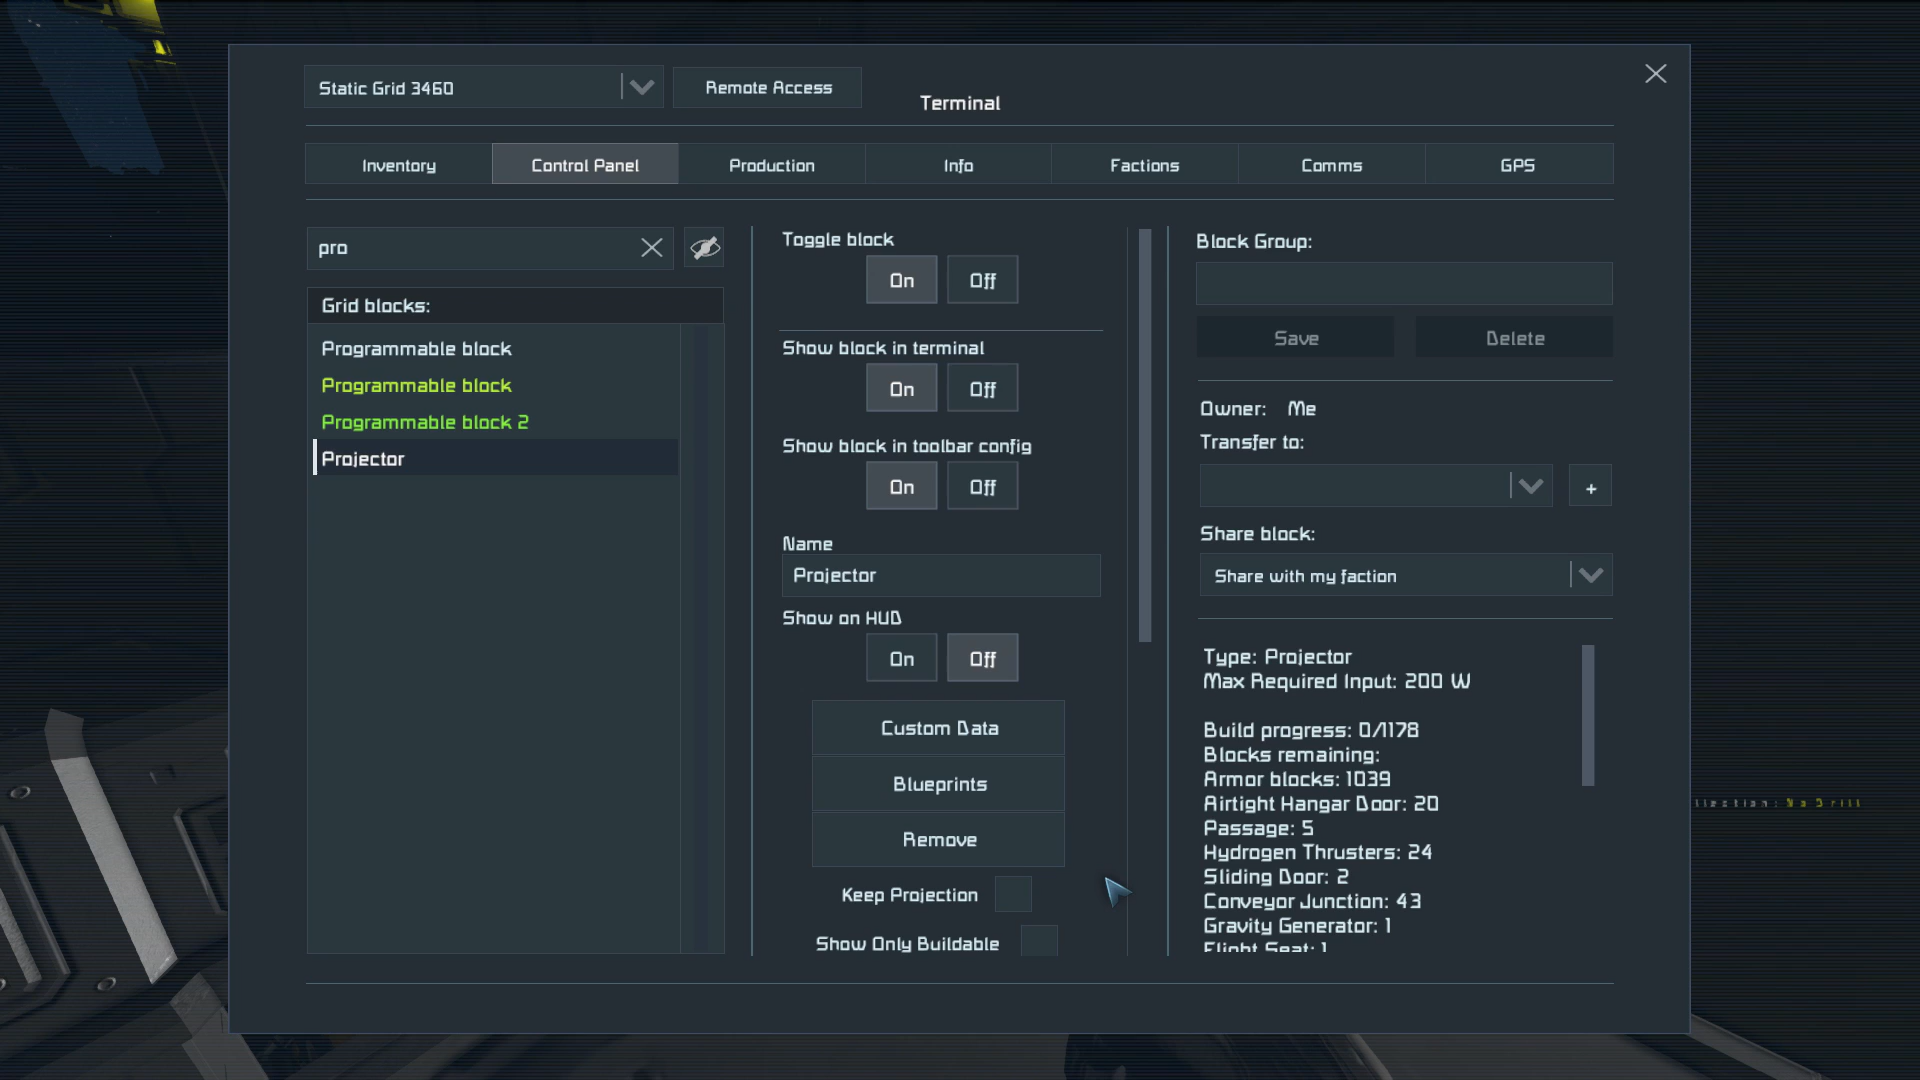 Static Grid 3460
Remote Access
Terminal
Inventory
Control Panel
Production
Info
Factions
Comms
GPS
pro
Grid blocks:
Programmable block
Programmable block
Programmable block 2
Projector
Toggle block
On
Off
Show block in terminal
On
Off
Show block in toolbar config
On
Off
Name
Projector
Show on HUD
On
Off
Custom Data
Blueprints
Remove
Keep Projection
Show Only Buildable
Block Group:
Save
Delete
Owner: Me
Transfer to:
+
Share block:
Share with my faction
Type: Projector
Max Required Input: 200 W
Build progress: 0/1178
Blocks remaining:
Armor blocks: 1039
Airtight Hangar Door: 20
Passage: 5
Hydrogen Thrusters: 24
Sliding Door: 2
Conveyor Junction: 43
Gravity Generator: 1
Flight Seat: 1
: No Drill